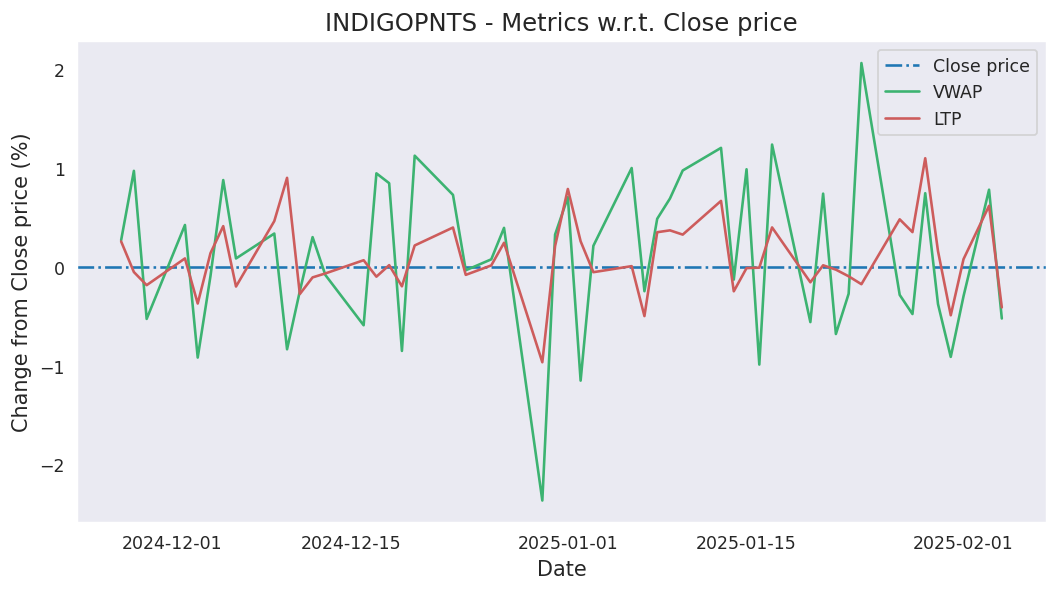 INDIGOPNTS - Metrics w.r.t. Close price
Close price
VWAP
LTP
Change from Close price (%)
2
1
0
−1
−2
2024-12-01
2024-12-15
2025-01-01
2025-01-15
2025-02-01
Date